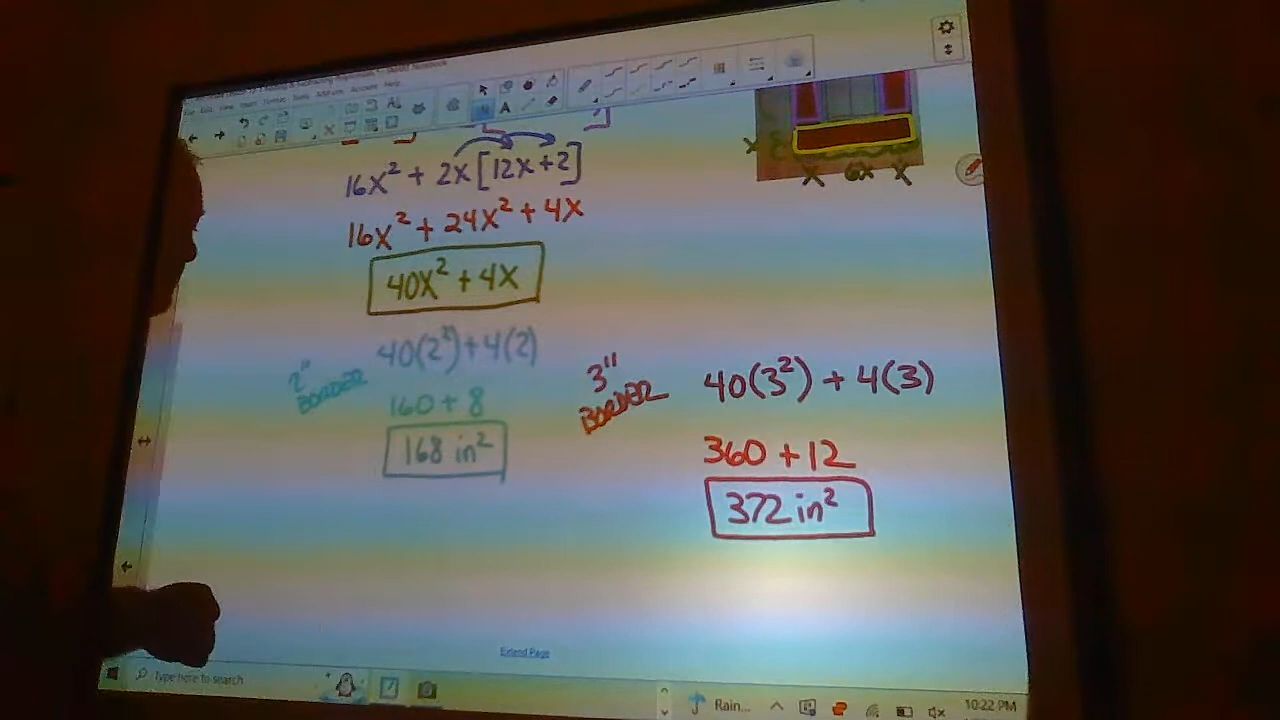 Help
A
16x² + 2x[12x+2]
x 6x x
16x² + 24x² + 4x
40x² + 4x
40(2²)+4(2)
2" BORDER
160 + 8
168 in²
3" BORDER
40(3²) + 4(3)
360 + 12
372 in²
Extend Page
Type here to search
Rain...
10:22 PM